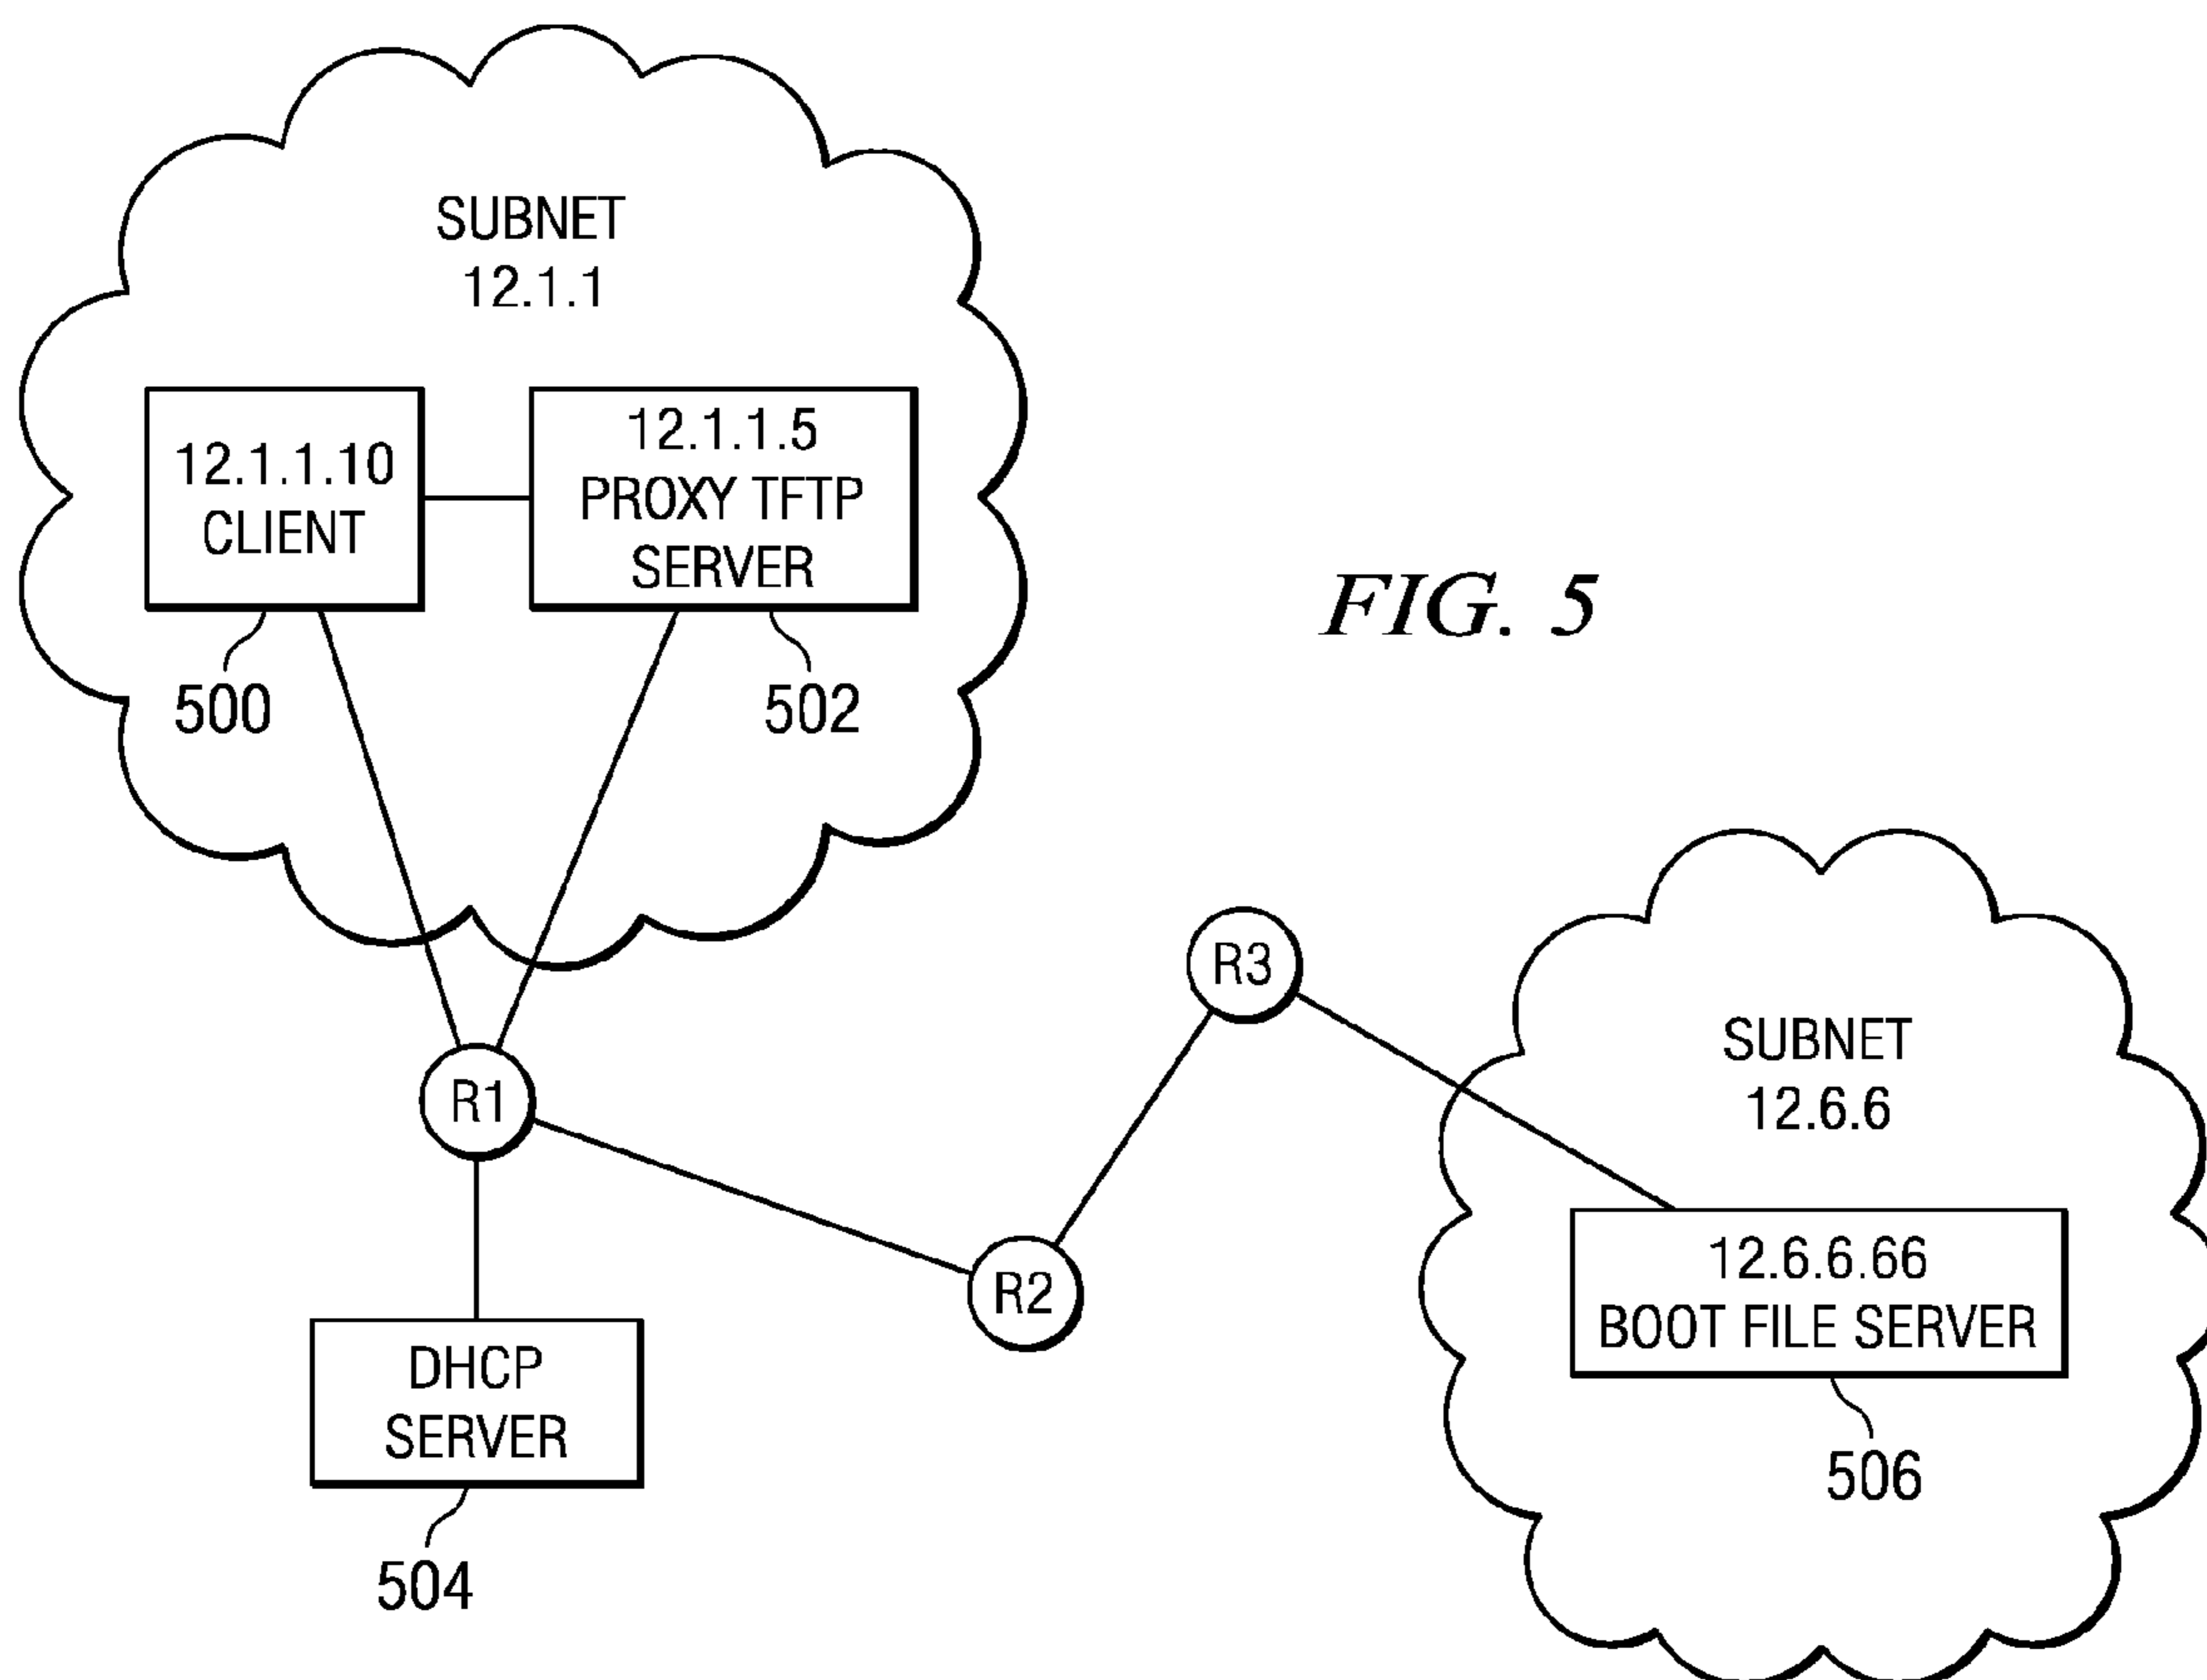 SUBNET
12.1.1
12.1.1.10
CLIENT
12.1.1.5
PROXY TFTP
SERVER
500
502
FIG. 5
R1
R2
R3
DHCP
SERVER
504
SUBNET
12.6.6
12.6.6.66
BOOT FILE SERVER
506